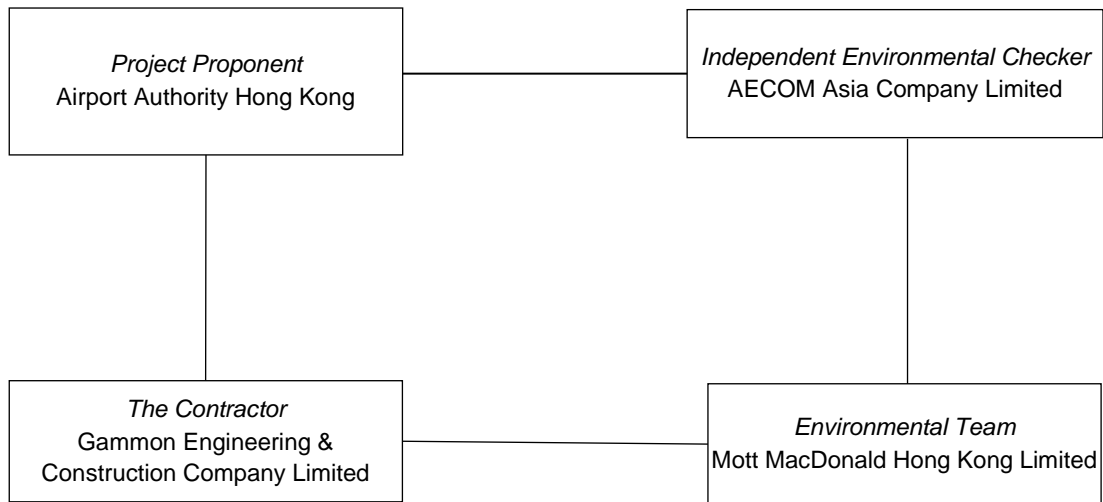 Project Proponent
Airport Authority Hong Kong
Independent Environmental Checker
AECOM Asia Company Limited
The Contractor
Gammon Engineering &
Construction Company Limited
Environmental Team
Mott MacDonald Hong Kong Limited